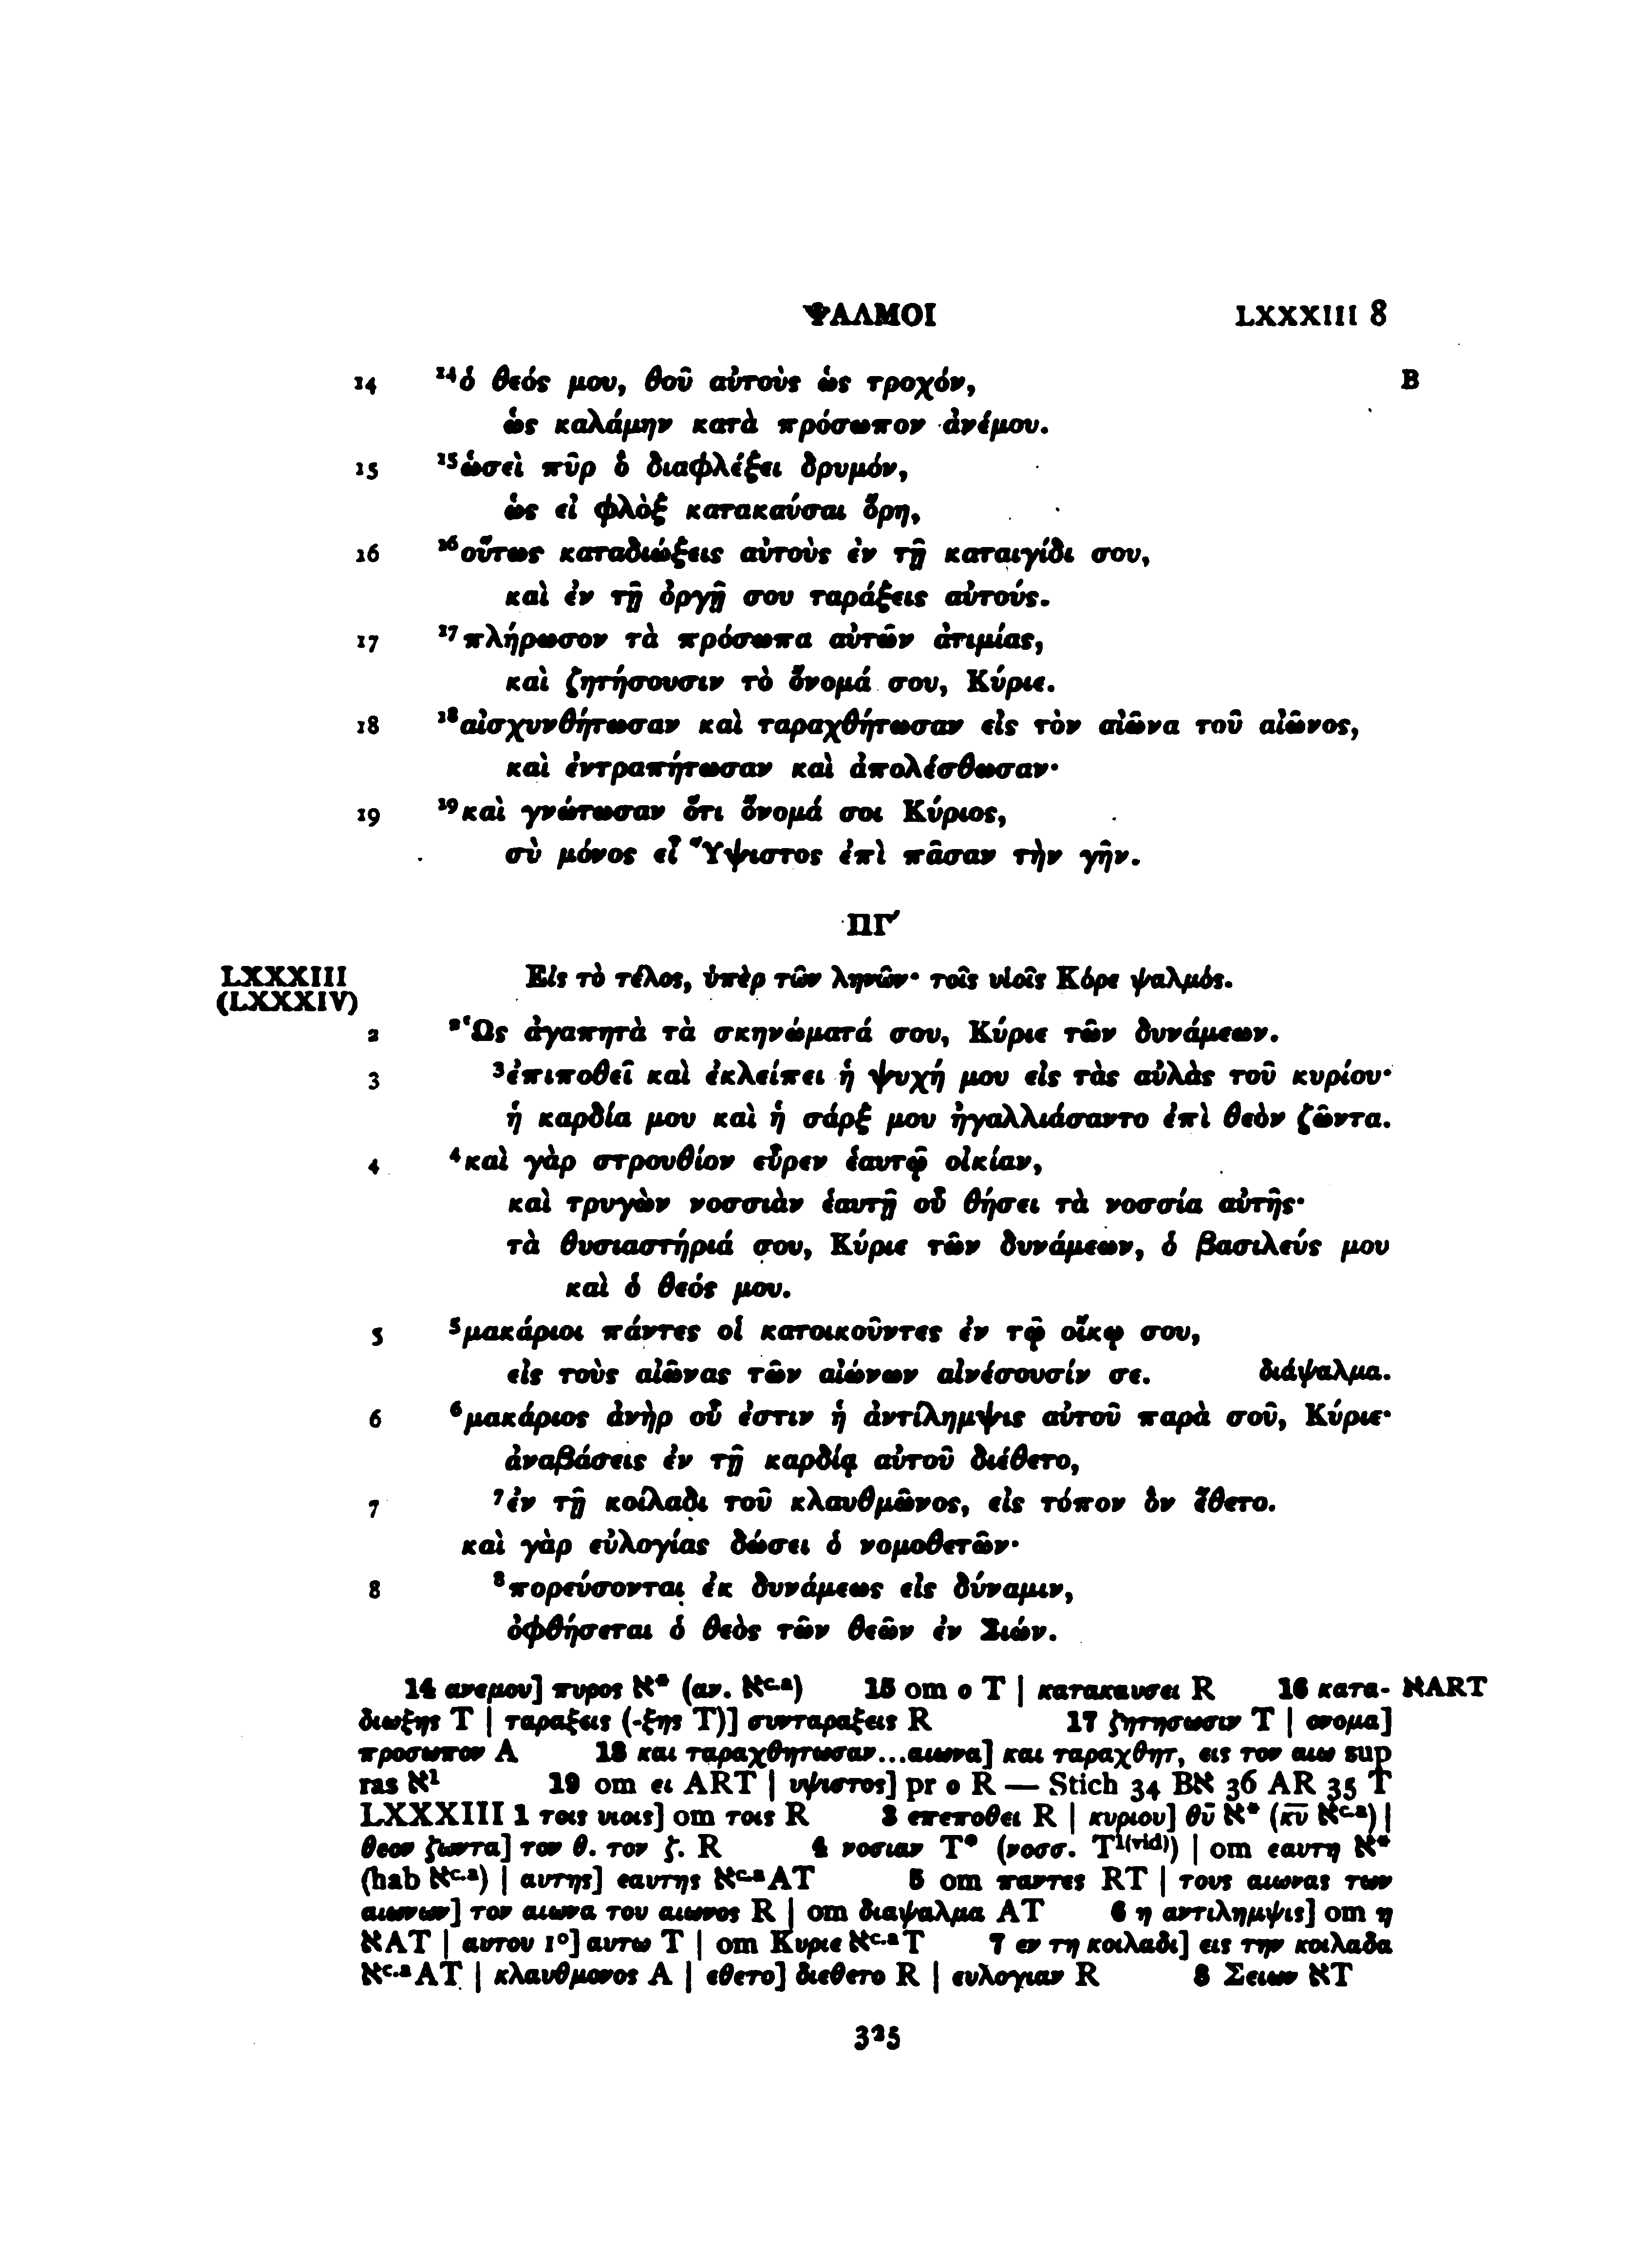 ΨΑΛΜΟΙ LXXXIII 8
14 ¹⁴ὁ θεός μου, θοῦ αὐτοὺς ὡς τροχόν, B
ὡς καλάμην κατὰ πρόσωπον ἀνέμου.
15 ¹⁵ὡσεὶ πῦρ ὃ διαφλέξει δρυμόν,
ὡς εἰ φλὸξ κατακαύσαι ὄρη,
16 ¹⁶οὕτως καταδιώξεις αὐτοὺς ἐν τῇ καταιγίδι σου,
καὶ ἐν τῇ ὀργῇ σου ταράξεις αὐτούς.
17 ¹⁷πλήρωσον τὰ πρόσωπα αὐτῶν ἀτιμίας,
καὶ ζητήσουσιν τὸ ὄνομά σου, Κύριε.
18 ¹⁸αἰσχυνθήτωσαν καὶ ταραχθήτωσαν εἰς τὸν αἰῶνα τοῦ αἰῶνος,
καὶ ἐντραπήτωσαν καὶ ἀπολέσθωσαν·
19 ¹⁹καὶ γνώτωσαν ὅτι ὄνομά σοι Κύριος,
σὺ μόνος εἶ Ὕψιστος ἐπὶ πᾶσαν τὴν γῆν.
ΠΓʹ
LXXXIII Εἰς τὸ τέλος, ὑπὲρ τῶν ληνῶν· τοῖς υἱοῖς Κόρε ψαλμός.
(LXXXIV)
2 ²Ὡς ἀγαπητὰ τὰ σκηνώματά σου, Κύριε τῶν δυνάμεων.
3 ³ἐπιποθεῖ καὶ ἐκλείπει ἡ ψυχή μου εἰς τὰς αὐλὰς τοῦ κυρίου·
ἡ καρδία μου καὶ ἡ σάρξ μου ἠγαλλιάσαντο ἐπὶ θεὸν ζῶντα.
4 ⁴καὶ γὰρ στρουθίον εὗρεν ἑαυτῷ οἰκίαν,
καὶ τρυγὼν νοσσιὰν ἑαυτῇ οὗ θήσει τὰ νοσσία αὐτῆς·
τὰ θυσιαστήριά σου, Κύριε τῶν δυνάμεων, ὁ βασιλεύς μου
καὶ ὁ θεός μου.
5 ⁵μακάριοι πάντες οἱ κατοικοῦντες ἐν τῷ οἴκῳ σου,
εἰς τοὺς αἰῶνας τῶν αἰώνων αἰνέσουσίν σε. διάψαλμα.
6 ⁶μακάριος ἀνὴρ οὗ ἐστιν ἡ ἀντίλημψις αὐτοῦ παρὰ σοῦ, Κύριε·
ἀναβάσεις ἐν τῇ καρδίᾳ αὐτοῦ διέθετο,
7 ⁷ἐν τῇ κοίλαδι τοῦ κλαυθμῶνος, εἰς τόπον ὃν ἔθετο.
καὶ γὰρ εὐλογίας δώσει ὁ νομοθετῶν·
8 ⁸πορεύσονται ἐκ δυνάμεως εἰς δύναμιν,
ὀφθήσεται ὁ θεὸς τῶν θεῶν ἐν Σιών.
14 ανεμου] πυρος ℵ* (αν. ℵᶜ·ᵃ) 15 om ο T | κατακαυσει R 16 κατα- ℵART
διωξης T | ταραξεις (-ξης T)] συνταραξεις R 17 ζητησωσιν T | ονομα]
προσωπον A 18 και ταραχθητωσαν...αιωνα] και ταραχθητ, εις τον αιω sup
ras ℵ¹ 19 om ει ART | υψιστος] pr ο R — Stich 34 Bℵ 36 AR 35 T
LXXXIII 1 τοις υιοις] om τοις R 3 επεποθει R | κυριου] θῡ ℵ* (κῡ ℵᶜ·ᵃ) |
θεον ζωντα] τον θ. τον ζ. R 4 νοσιαν T* (νοσσ. T¹⁽ᵛⁱᵈ⁾) | om εαυτη ℵ*
(hab ℵᶜ·ᵃ) | αυτης] εαυτης ℵᶜ·ᵃAT 5 om παντες RT | τους αιωνας των
αιωνων] τον αιωνα του αιωνος R | om διαψαλμα AT 6 η αντιλημψις] om η
ℵAT | αυτου 1°] αυτω T | om Κυριε ℵᶜ·ᵃT 7 εν τη κοιλαδι] εις την κοιλαδα
ℵᶜ·ᵃAT | κλαυθμονος A | εθετο] διεθετο R | ευλογιαν R 8 Σειων ℵT
325